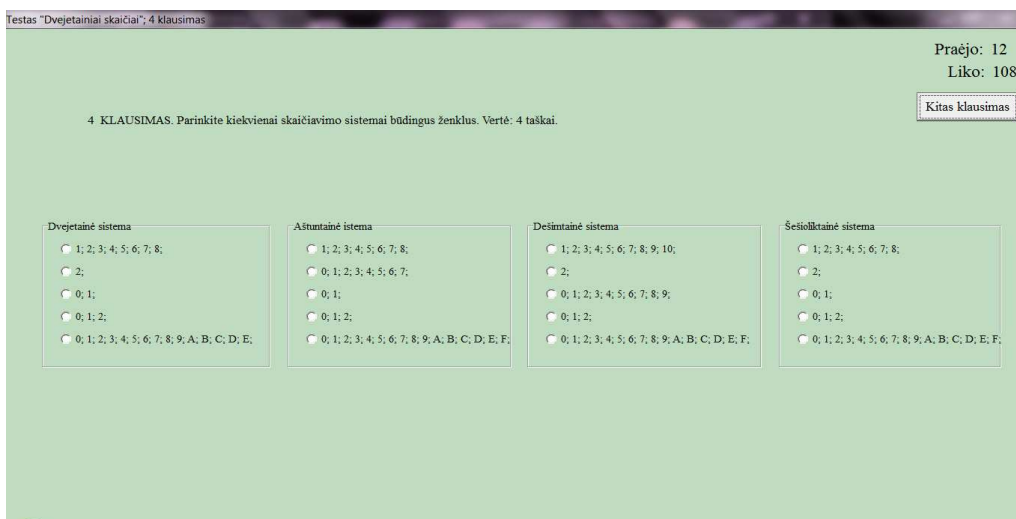 Testas "Dvejetainiai skaičiai"; 4 klausimas
Praėjo: 12
Liko: 108
Kitas klausimas
4 KLAUSIMAS. Parinkite kiekvienai skaičiavimo sistemai būdingus ženklus. Vertė: 4 taškai.
Dvejetainė sistema
1; 2; 3; 4; 5; 6; 7; 8;
2;
0; 1;
0; 1; 2;
0; 1; 2; 3; 4; 5; 6; 7; 8; 9; A; B; C; D; E;
Aštuntainė istema
1; 2; 3; 4; 5; 6; 7; 8;
0; 1; 2; 3; 4; 5; 6; 7;
0; 1;
0; 1; 2;
0; 1; 2; 3; 4; 5; 6; 7; 8; 9; A; B; C; D; E; F;
Dešimtainė sistema
1; 2; 3; 4; 5; 6; 7; 8; 9; 10;
2;
0; 1; 2; 3; 4; 5; 6; 7; 8; 9;
0; 1; 2;
0; 1; 2; 3; 4; 5; 6; 7; 8; 9; A; B; C; D; E; F;
Šešioliktainė sistema
1; 2; 3; 4; 5; 6; 7; 8;
2;
0; 1;
0; 1; 2;
0; 1; 2; 3; 4; 5; 6; 7; 8; 9; A; B; C; D; E; F;